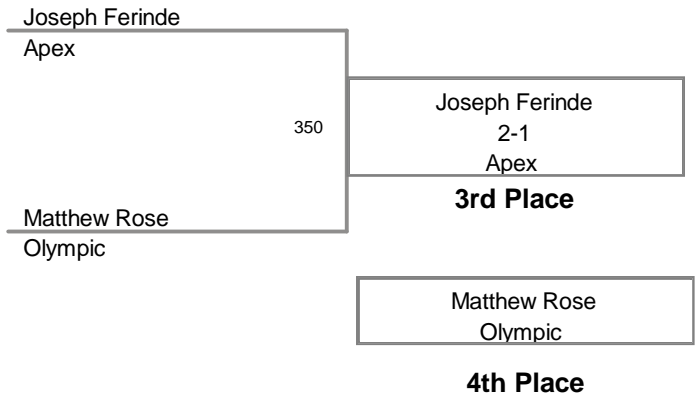 Joseph Ferinde
Apex
350
Joseph Ferinde
2-1
Apex
3rd Place
Matthew Rose
Olympic
Matthew Rose
Olympic
4th Place